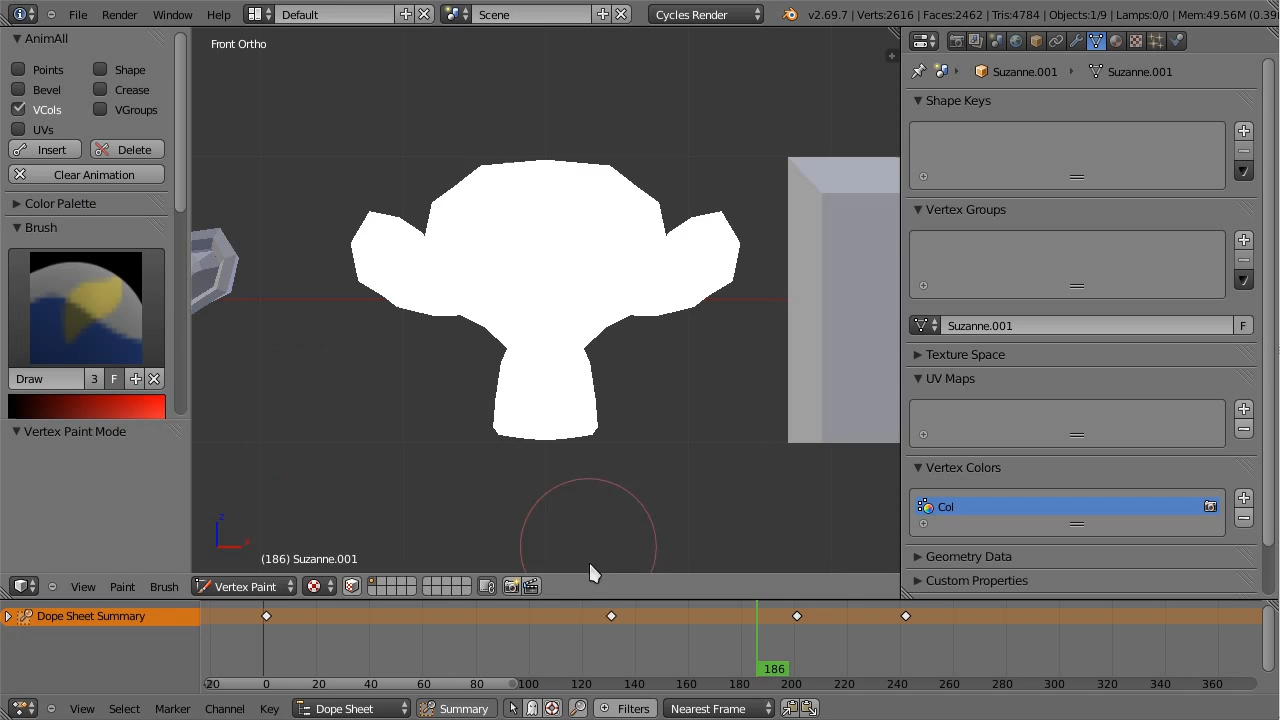 File Render Window Help Default Scene Cycles Render v2.69.7 | Verts:2616 | Faces:2462 | Tris:4784 | Objects:1/9 | Lamps:0/0 | Mem:49.56M (0.39
AnimAll
Points Shape
Bevel Crease
VCols VGroups
UVs
Insert Delete
Clear Animation
Color Palette
Brush
Draw 3 F
Vertex Paint Mode
Front Ortho
z
x
(186) Suzanne.001
View Paint Brush Vertex Paint
Suzanne.001 Suzanne.001
Shape Keys
Vertex Groups
Suzanne.001 F
Texture Space
UV Maps
Vertex Colors
Col
Geometry Data
Custom Properties
Dope Sheet Summary
186
-20 0 20 40 60 80 100 120 140 160 180 200 220 240 260 280 300 320 340 360
View Select Marker Channel Key Dope Sheet Summary Filters Nearest Frame